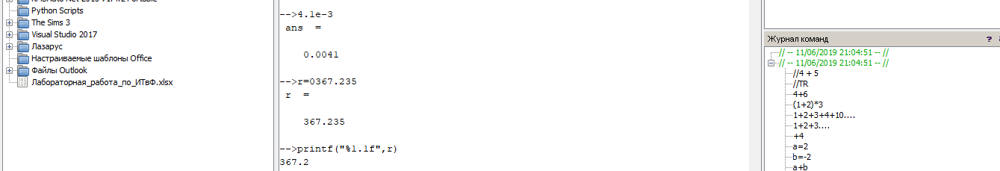 Python Scripts
The Sims 3
Visual Studio 2017
Лазарус
Настраиваемые шаблоны Office
Файлы Outlook
Лабораторная_работа_по_ИТвФ.xlsx
-->4.1e-3
ans =
0.0041
-->r=0367.235
r =
367.235
-->printf("%1.1f",r)
367.2
Журнал команд ?
// -- 11/06/2019 21:04:51 -- //
// -- 11/06/2019 21:04:51 -- //
//4 + 5
//TR
4+6
(1+2)*3
1+2+3+4+10....
1+2+3....
+4
a=2
b=-2
a+b